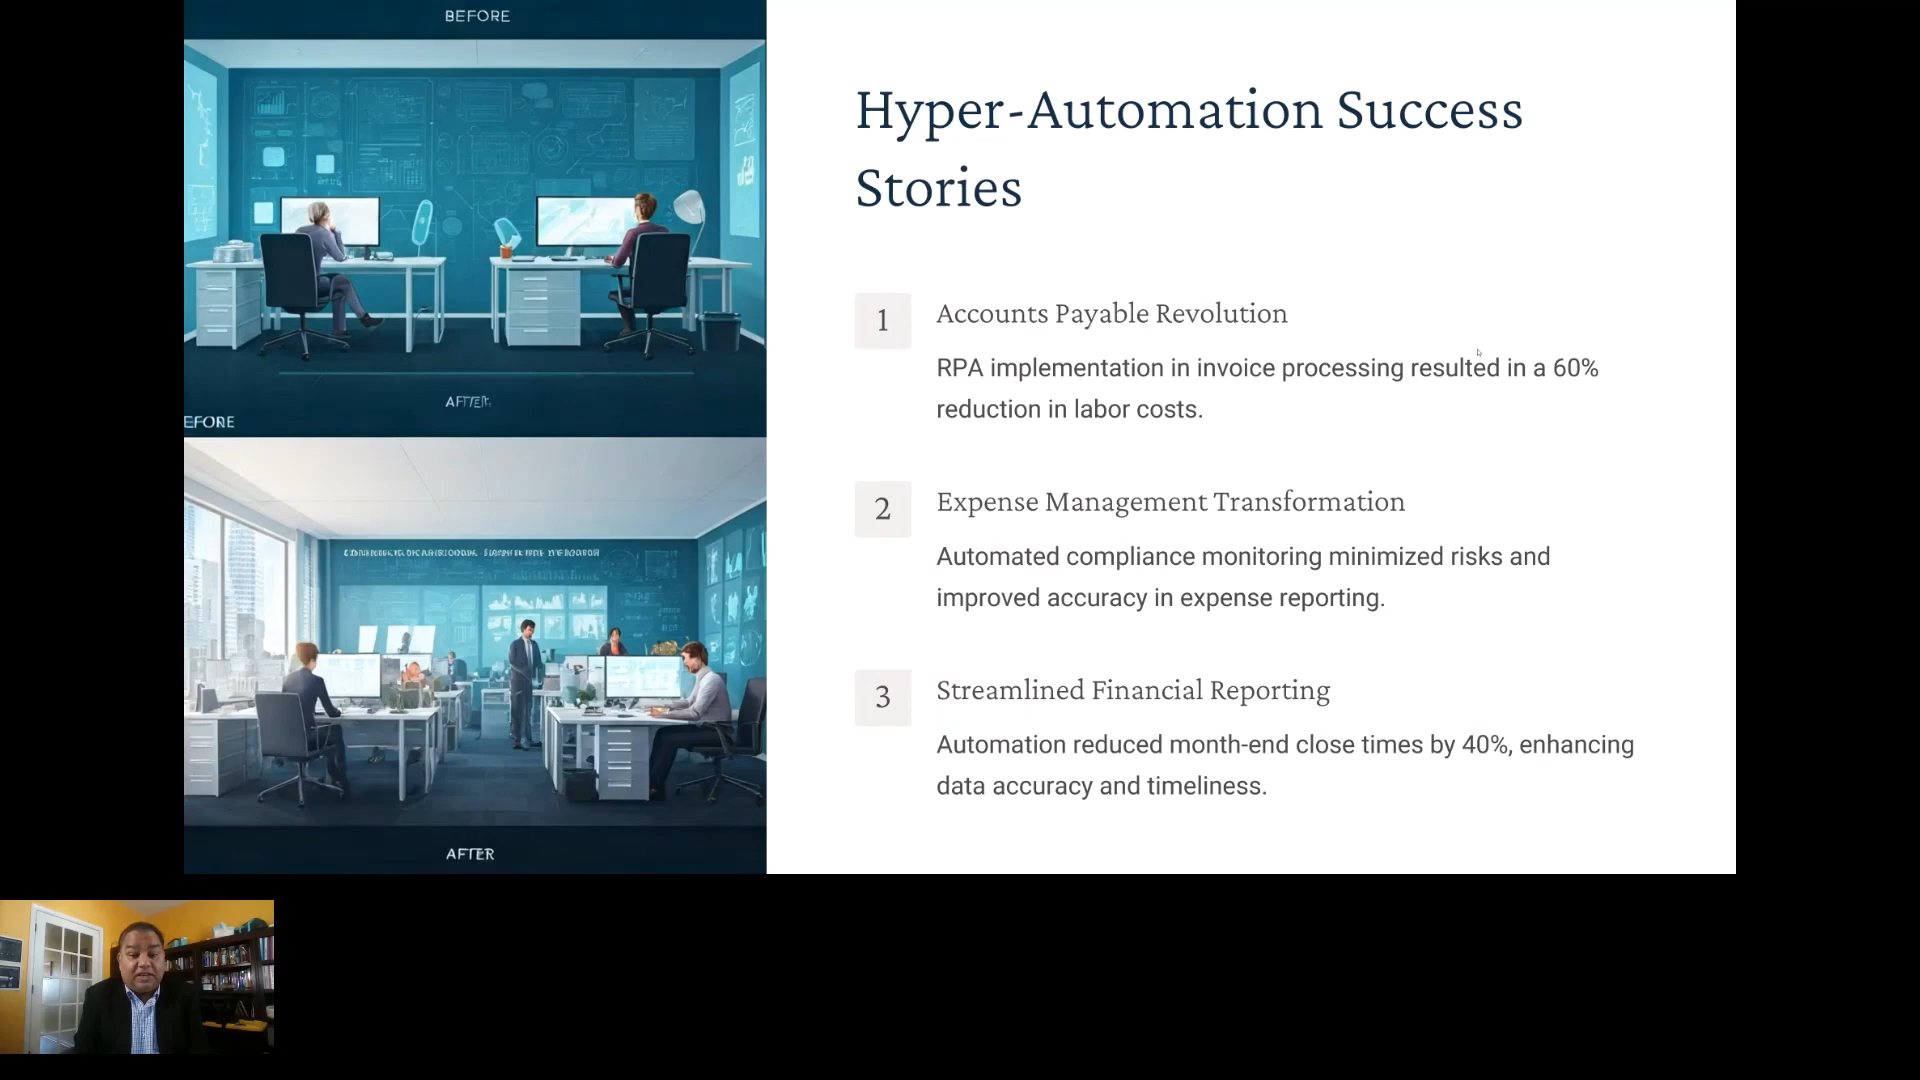 BEFORE
AFTER
EFORE
AFTER
Hyper-Automation Success
Stories
1
Accounts Payable Revolution
RPA implementation in invoice processing resulted in a 60%
reduction in labor costs.
2
Expense Management Transformation
Automated compliance monitoring minimized risks and
improved accuracy in expense reporting.
3
Streamlined Financial Reporting
Automation reduced month-end close times by 40%, enhancing
data accuracy and timeliness.